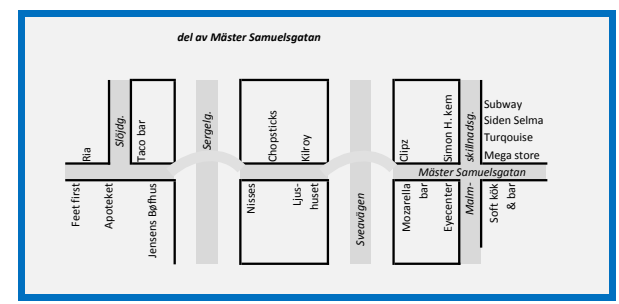 del av Mäster Samuelsgatan
Ria
Slöjdg.
Taco bar
Sergelg.
Chopsticks
Kilroy
Clipz
Simon H. kem
skillnadsg.
Subway
Siden Selma
Turqouise
Mega store
Mäster Samuelsgatan
Feet first
Apoteket
Jensens Bøfhus
Nisses
Ljus-
huset
Sveavägen
Mozarella
bar
Eyecenter
Malm-
Soft kök
& bar